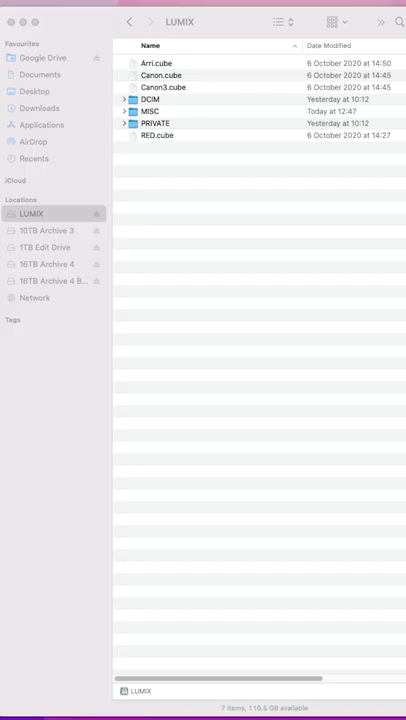 LUMIX
Favourites
Google Drive
Documents
Desktop
Downloads
Applications
AirDrop
Recents
iCloud
Locations
LUMIX
10TB Archive 3
1TB Edit Drive
16TB Archive 4
16TB Archive 4 B...
Network
Tags
Name Date Modified
Arri.cube 6 October 2020 at 14:50
Canon.cube 6 October 2020 at 14:45
Canon3.cube 6 October 2020 at 14:45
DCIM Yesterday at 10:12
MISC Today at 12:47
PRIVATE Yesterday at 10:12
RED.cube 6 October 2020 at 14:27
LUMIX
7 items, 110.5 GB available